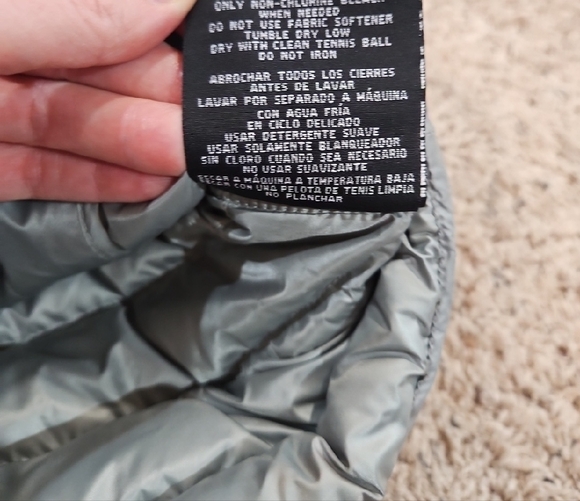 ONLY NON-CHLORINE BLEACH
WHEN NEEDED
DO NOT USE FABRIC SOFTENER
TUMBLE DRY LOW
DRY WITH CLEAN TENNIS BALL
DO NOT IRON
ABROCHAR TODOS LOS CIERRES
ANTES DE LAVAR
LAVAR POR SEPARADO A MÁQUINA
CON AGUA FRÍA
EN CICLO DELICADO
USAR DETERGENTE SUAVE
USAR SOLAMENTE BLANQUEADOR
SIN CLORO CUANDO SEA NECESARIO
NO USAR SUAVIZANTE
SECAR A MÁQUINA A TEMPERATURA BAJA
SECAR CON UNA PELOTA DE TENIS LIMPIA
NO PLANCHAR